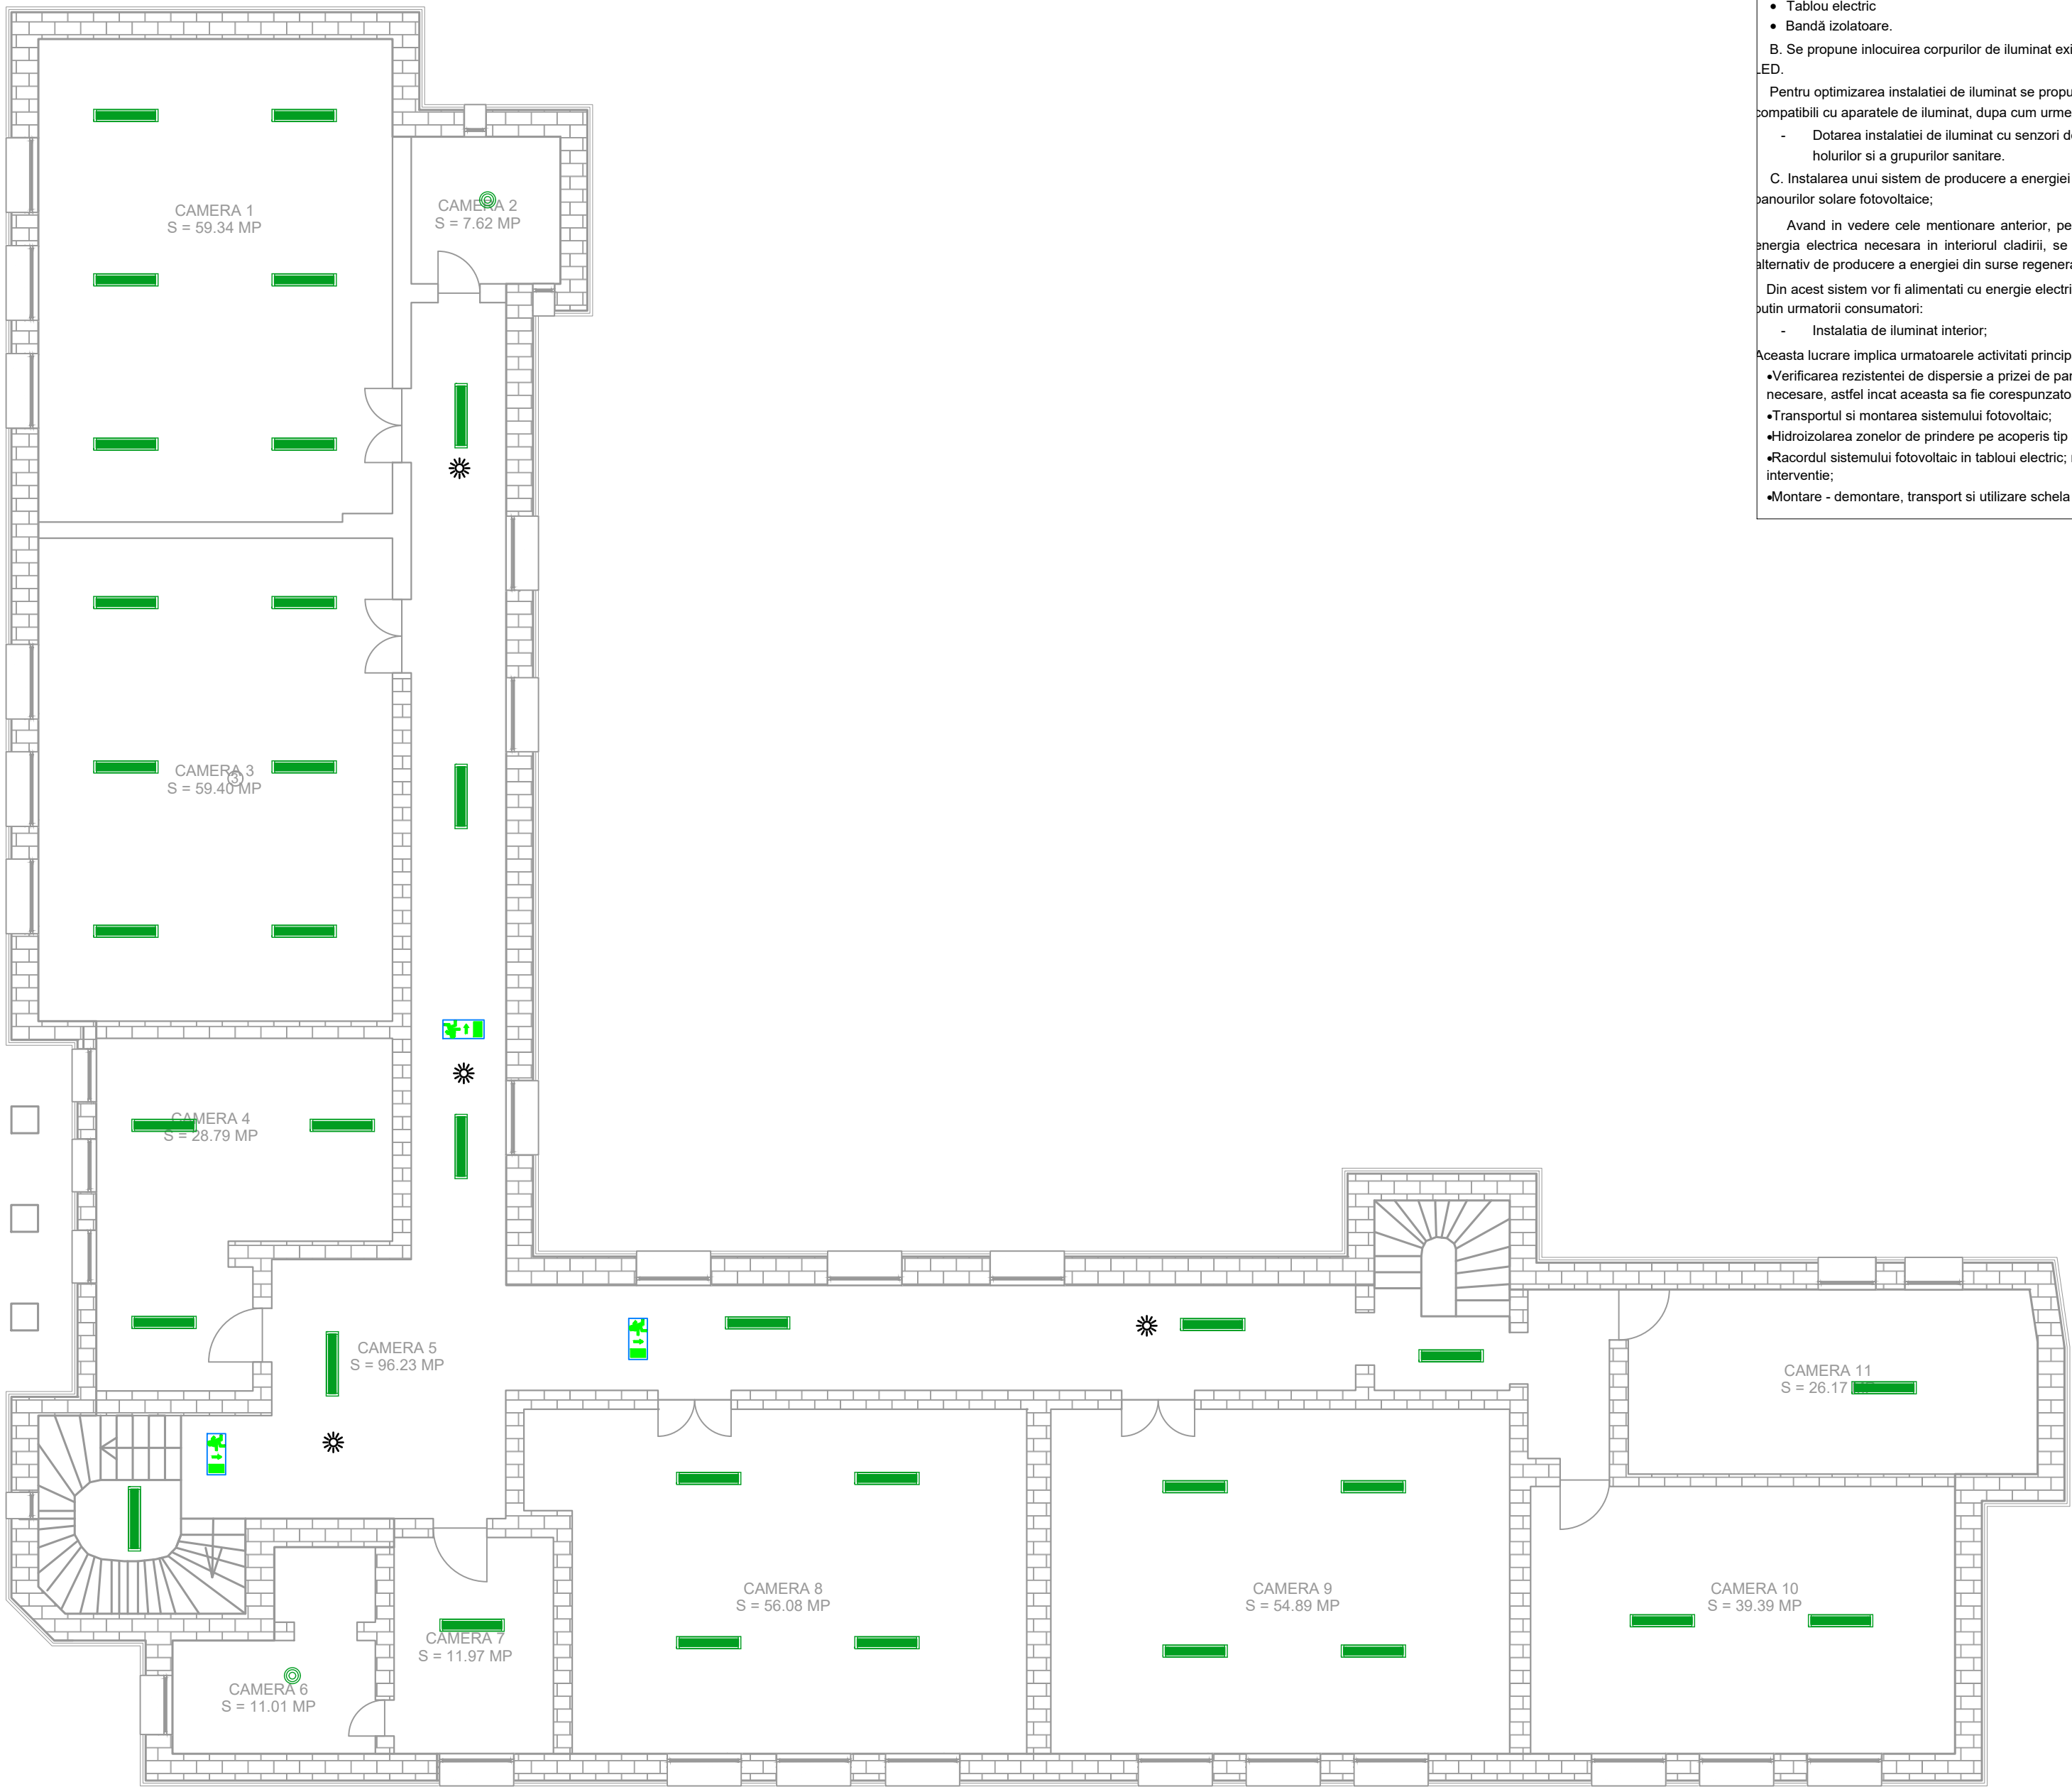 • Tablou electric
• Bandă izolatoare.
B. Se propune inlocuirea corpurilor de iluminat
LED.
Pentru optimizarea instalatiei de iluminat se
compatibili cu aparatele de iluminat, dupa cum
- Dotarea instalatiei de iluminat cu senzori
holurilor si a grupurilor sanitare.
C. Instalarea unui sistem de producere a energiei
panourilor solare fotovoltaice;
Avand in vedere cele mentionare anterior,
energia electrica necesara in interiorul cladirii, se
alternativ de producere a energiei din surse
Din acest sistem vor fi alimentati cu energie
putin urmatorii consumatori:
- Instalatia de iluminat interior;
Aceasta lucrare implica urmatoarele activitati
•Verificarea rezistentei de dispersie a prizei de
necesare, astfel incat aceasta sa fie
•Transportul si montarea sistemului fotovoltaic;
•Hidroizolarea zonelor de prindere pe acoperis tip
•Racordul sistemului fotovoltaic in tabloui electric;
interventie;
•Montare - demontare, transport si utilizare schela
CAMERA 1
S = 59.34 MP
CAMERA 2
S = 7.62 MP
CAMERA 3
3
S = 59.40 MP
CAMERA 4
S = 28.79 MP
CAMERA 5
S = 96.23 MP
CAMERA 11
S = 26.17
CAMERA 8
S = 56.08 MP
CAMERA 9
S = 54.89 MP
CAMERA 10
S = 39.39 MP
CAMERA 7
S = 11.97 MP
CAMERA 6
S = 11.01 MP